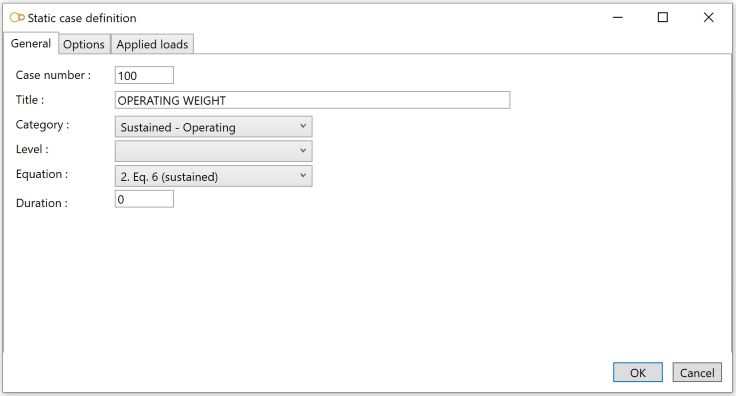 Static case definition
General Options Applied loads
Case number : 100
Title : OPERATING WEIGHT
Category : Sustained - Operating
Level :
Equation : 2. Eq. 6 (sustained)
Duration : 0
OK Cancel